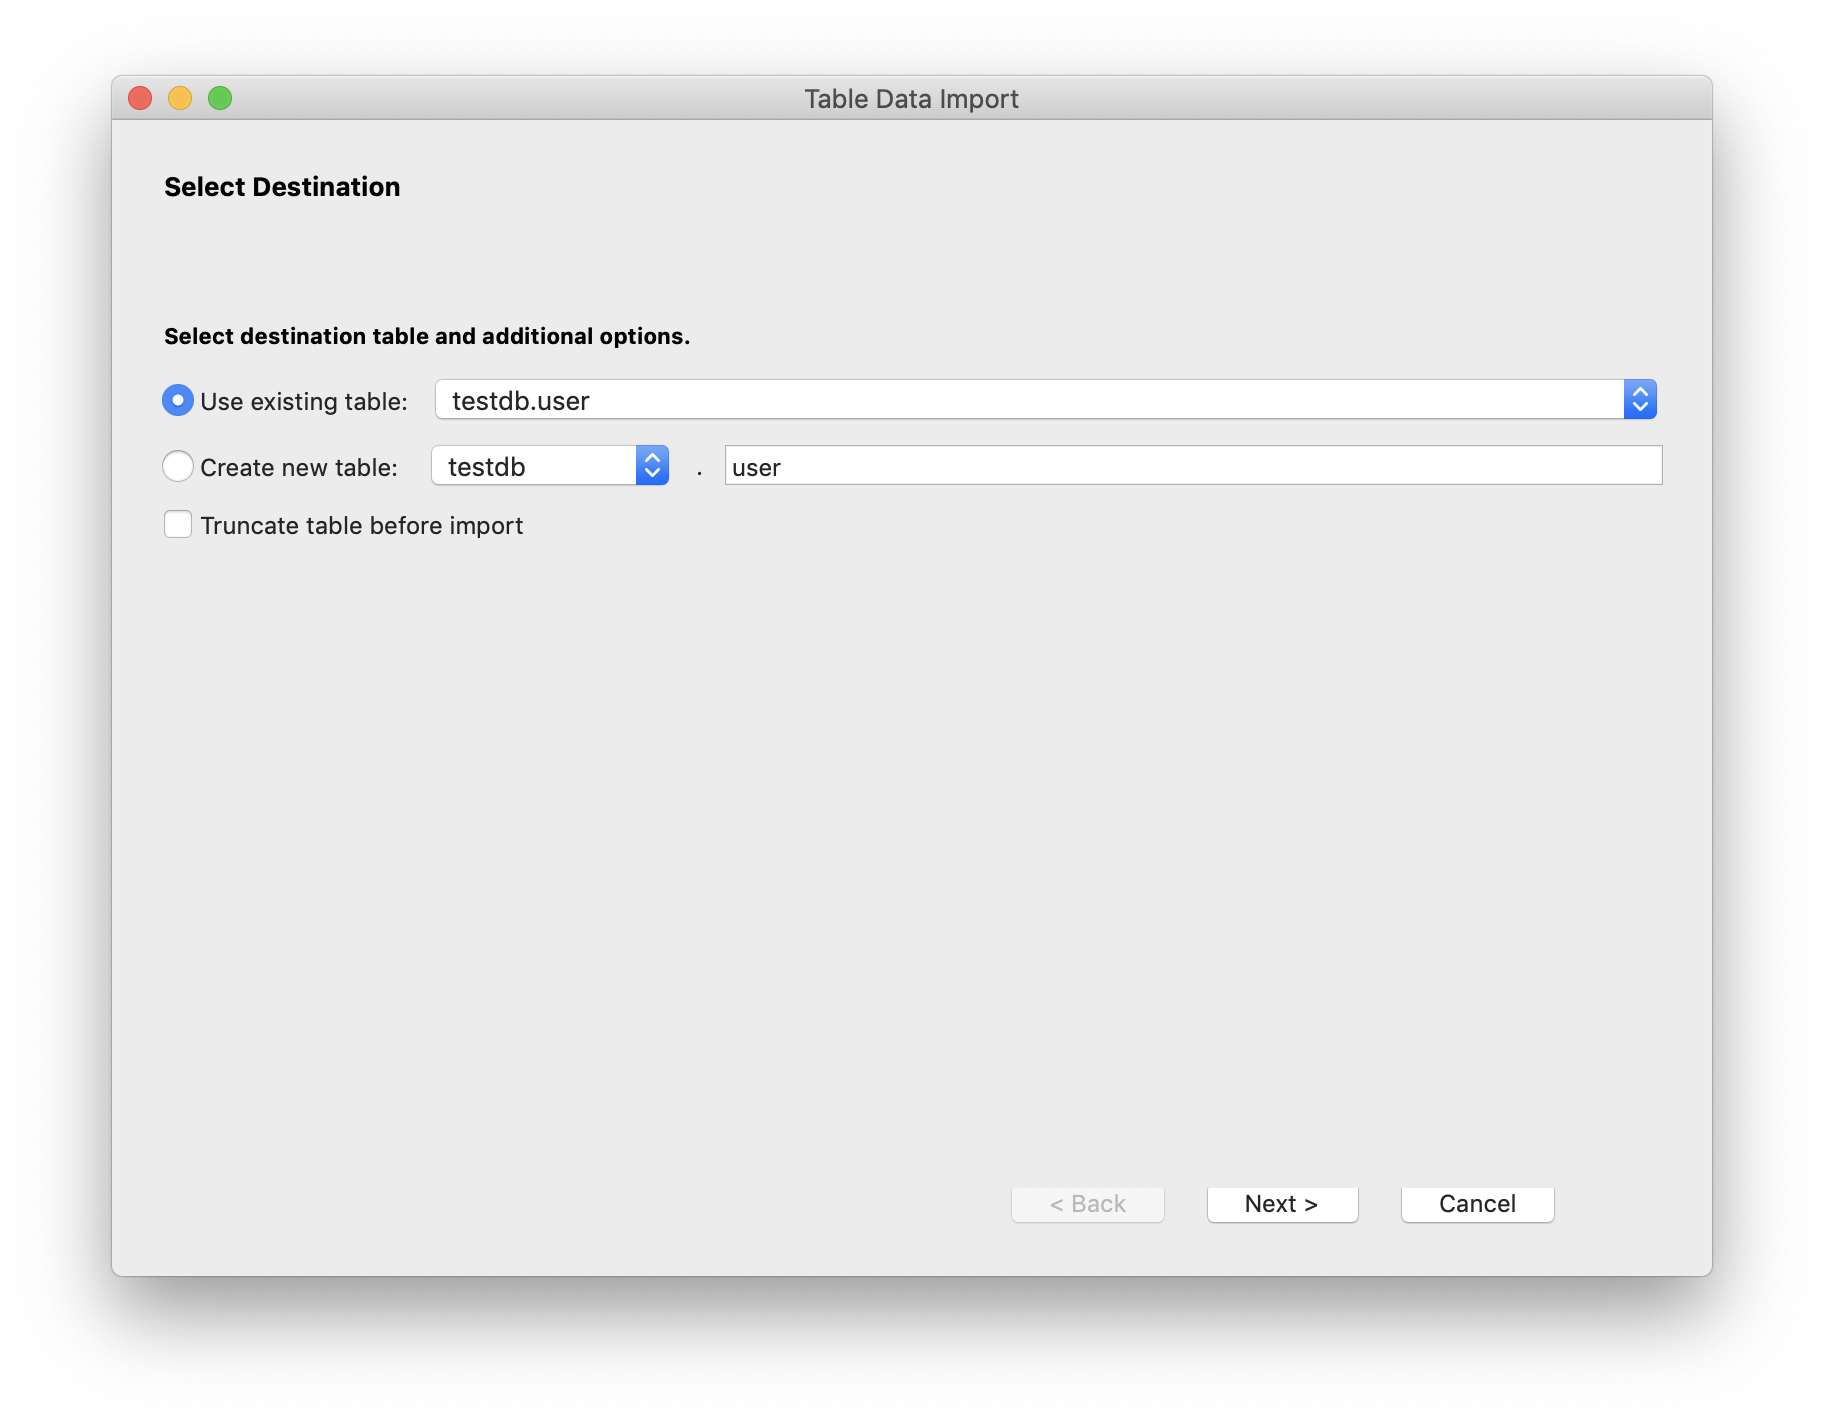 Table Data Import
Select Destination
Select destination table and additional options.
Use existing table: testdb.user
Create new table: testdb . user
Truncate table before import
< Back Next > Cancel